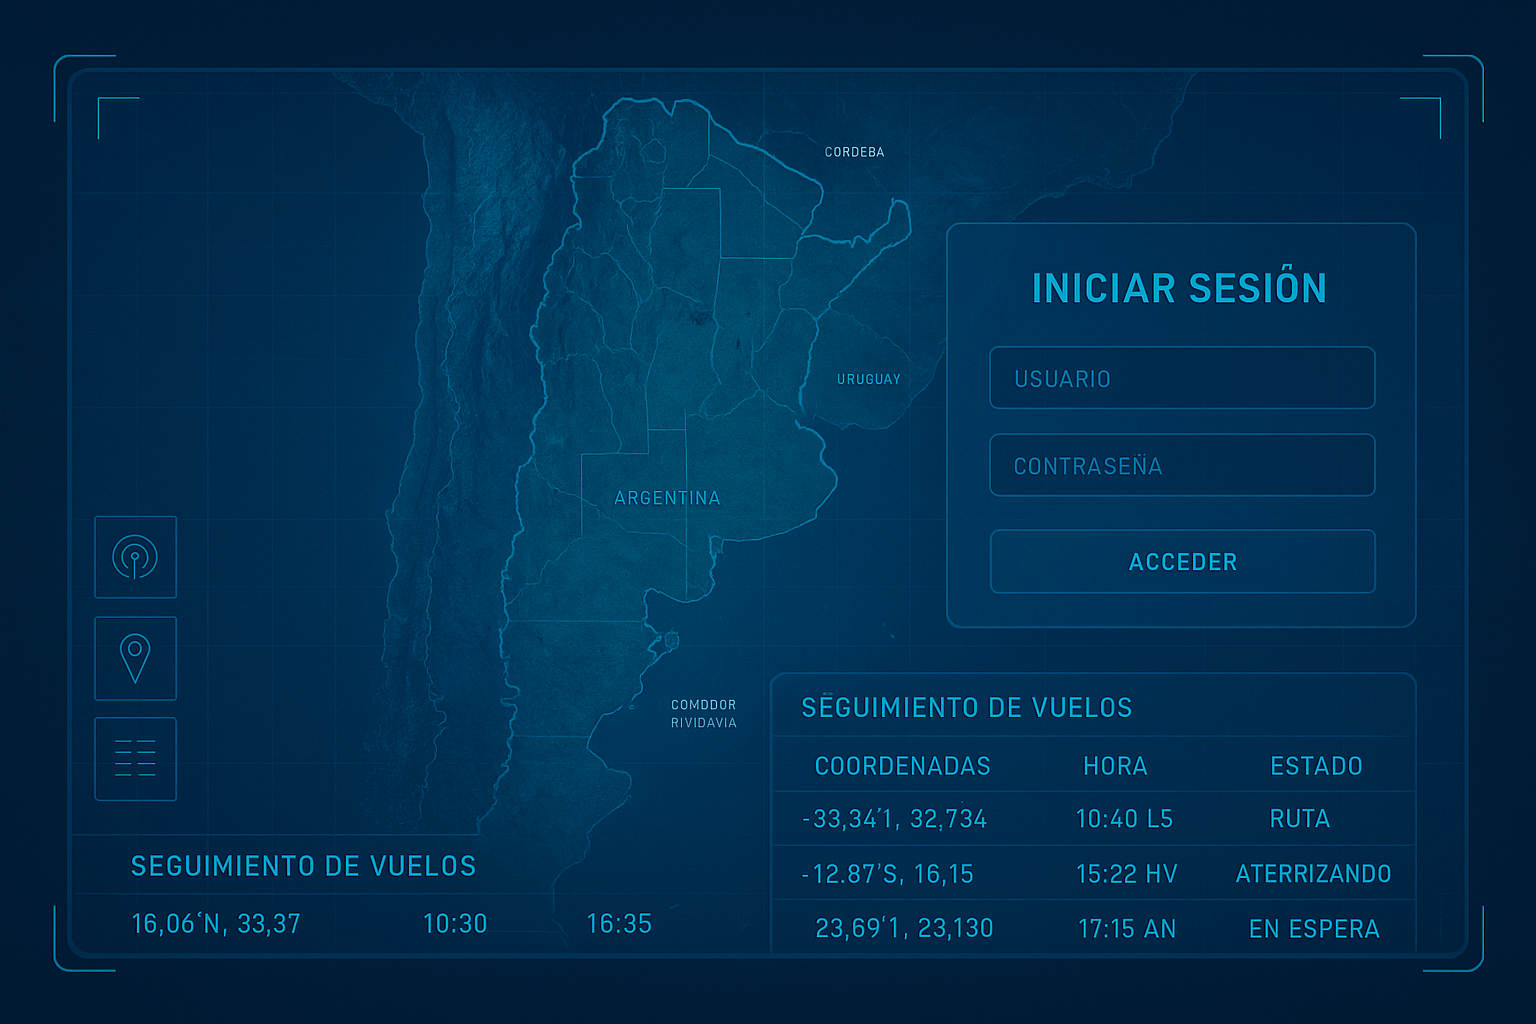 CORDEBA
INICIAR SESIÓN
USUARIO
URUGUAY
CONTRASEÑA
ARGENTINA
ACCEDER
COMDDOR
RIVIDAVIA
SËGUIMIENTO DE VUELOS
COORDENADAS HORA ESTADO
-33,34′1, 32,734 10:40 L5 RUTA
-12.87′S, 16,15 15:22 HV ATERRIZANDO
23,69‘1, 23,130 17:15 AN EN ESPERA
SEGUIMIENTO DE VUELOS
16,06‘N, 33,37 10:30 16:35